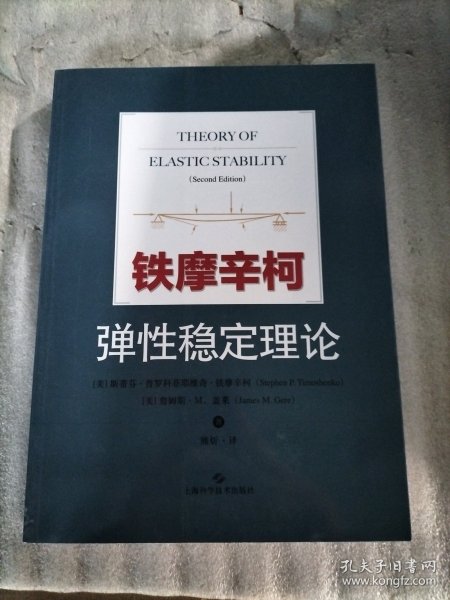 THEORY OF
ELASTIC STABILITY
(Second Edition)
铁摩辛柯
弹性稳定理论
[美] 斯蒂芬·普罗科菲耶维奇·铁摩辛柯 (Stephen P. Timoshenko)
[美] 詹姆斯·M. 盖莱 (James M. Gere)
著
熊炘·译
上海科学技术出版社
孔夫子旧书网
www.kongfz.com